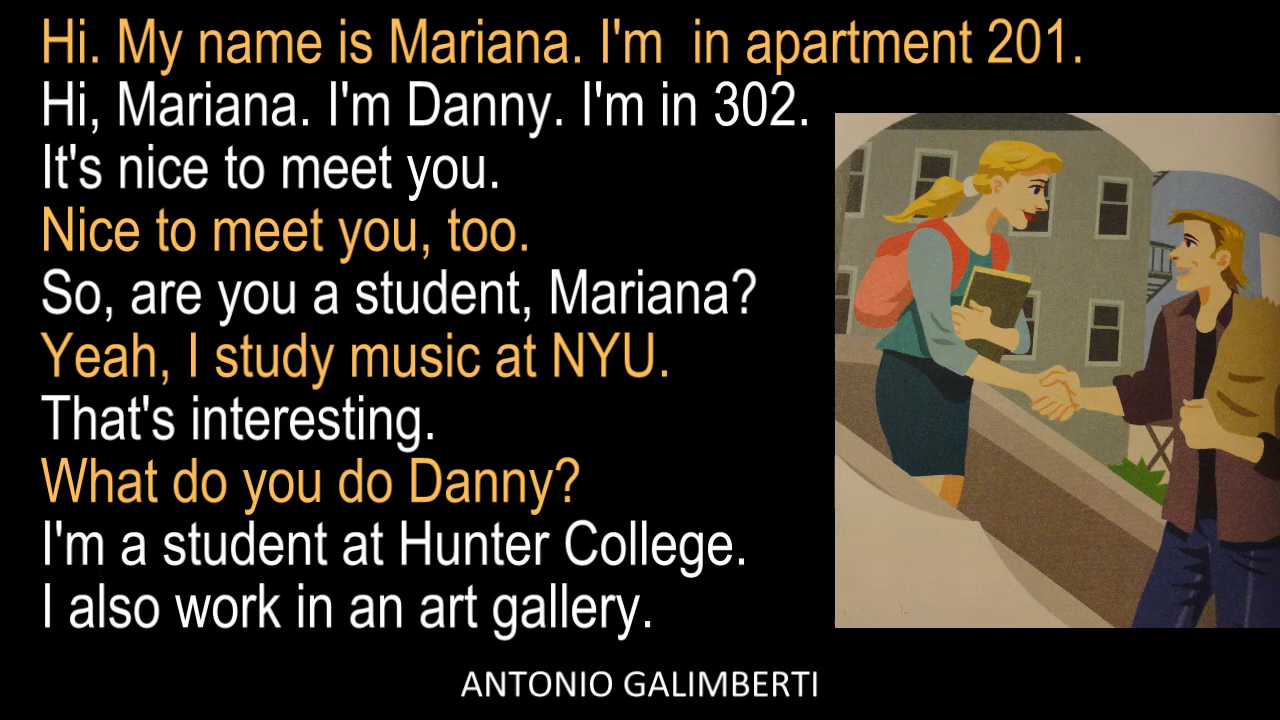 Hi. My name is Mariana. I'm  in apartment 201.
Hi, Mariana. I'm Danny. I'm in 302.
It's nice to meet you.
Nice to meet you, too.
So, are you a student, Mariana?
Yeah, I study music at NYU.
That's interesting.
What do you do Danny?
I'm a student at Hunter College.
I also work in an art gallery.
ANTONIO GALIMBERTI